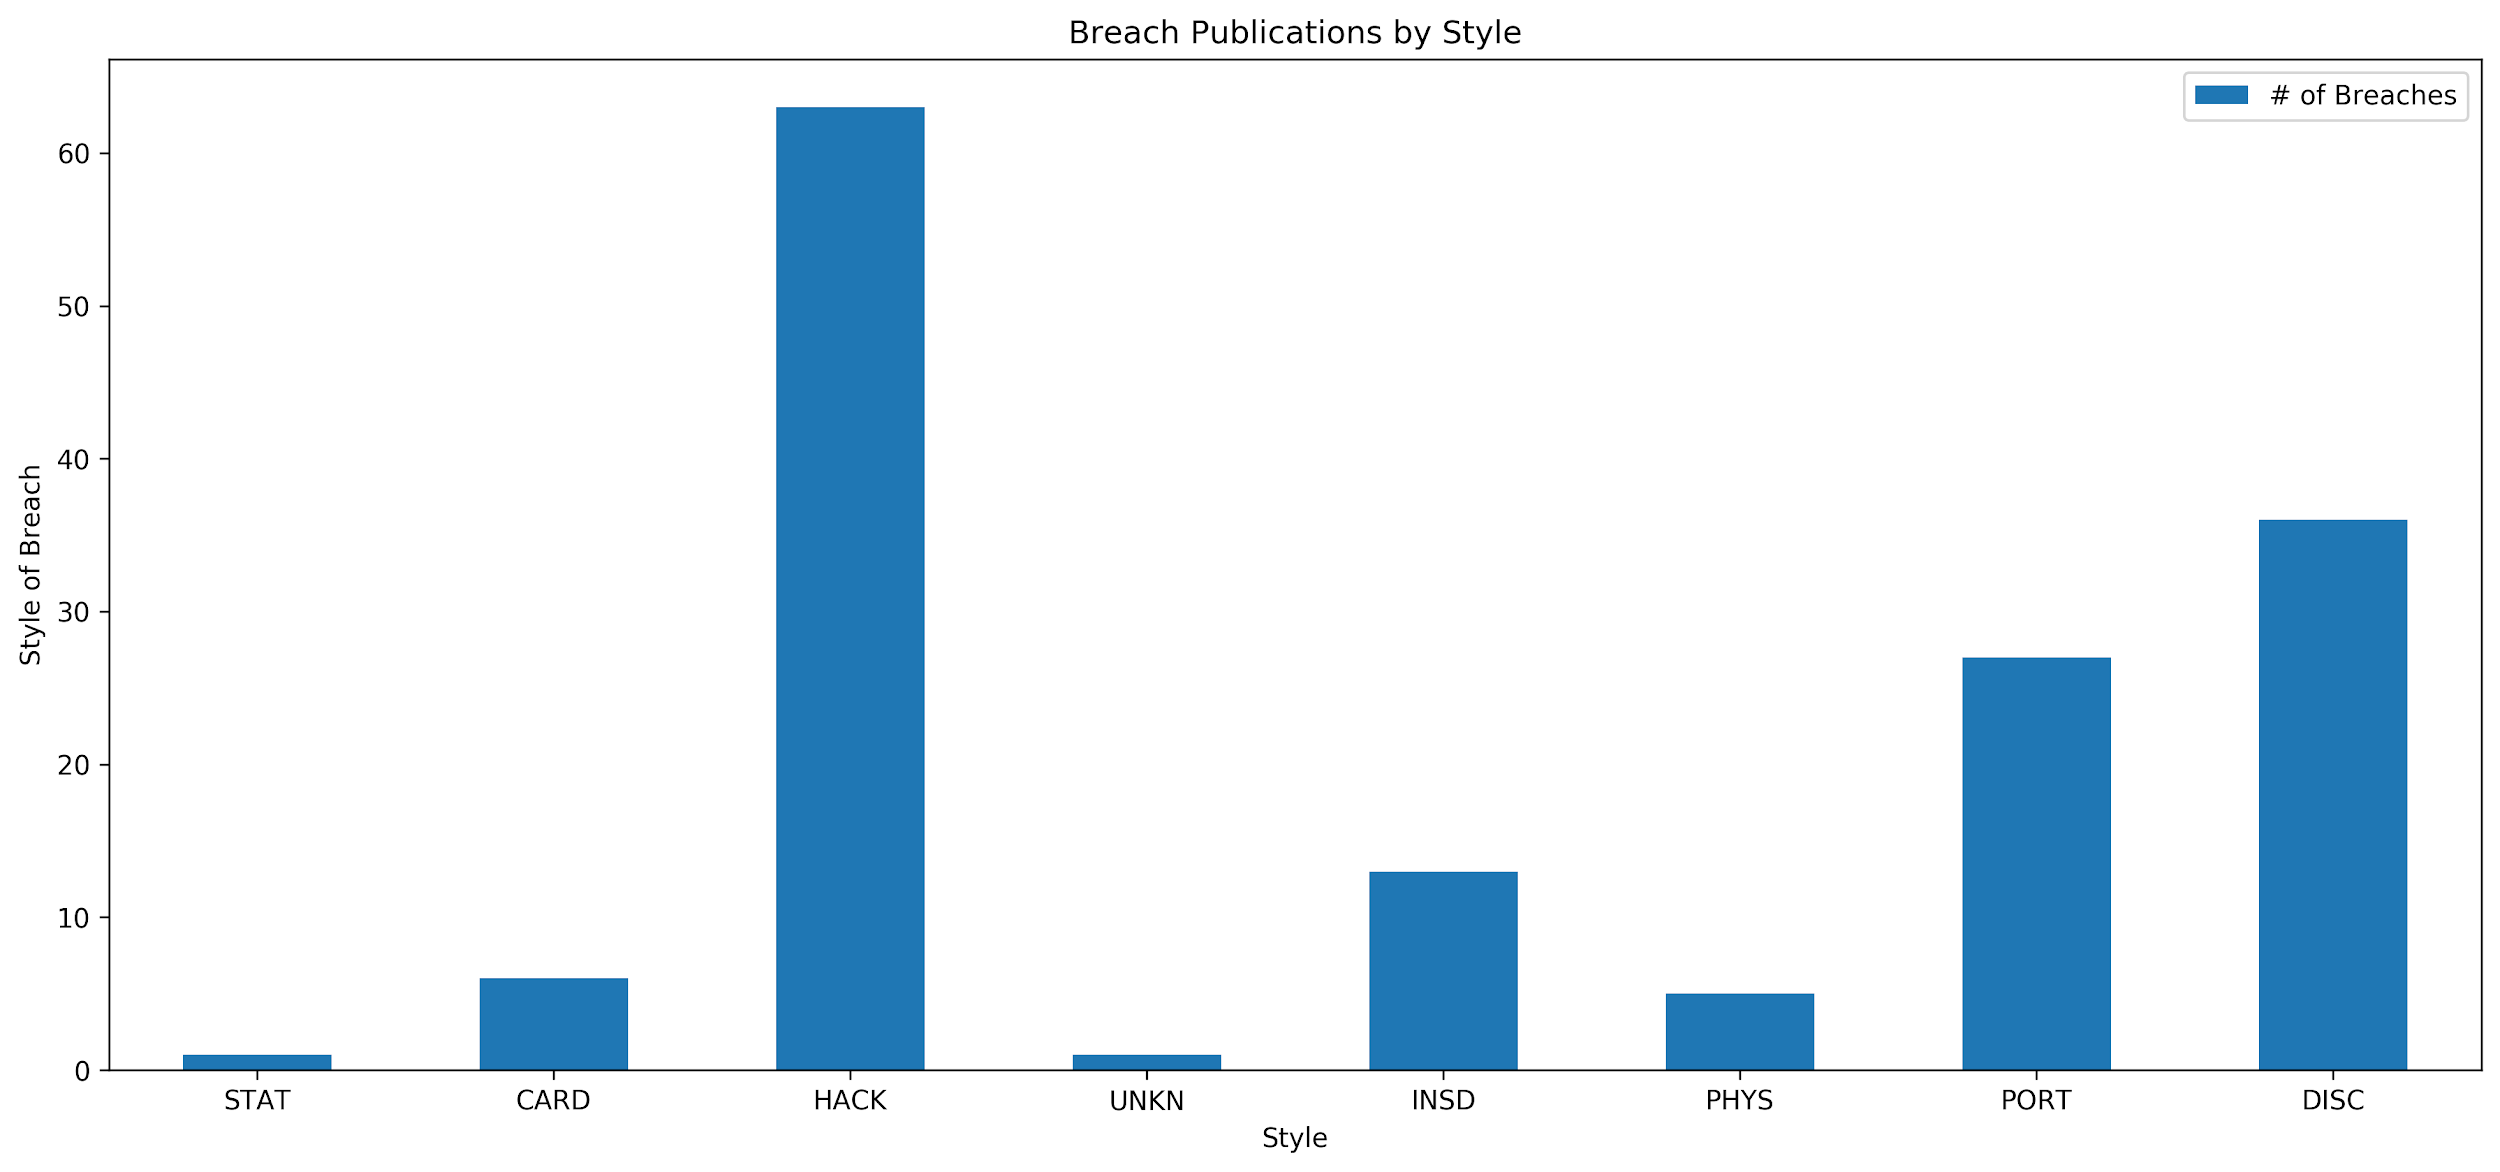 Breach Publications by Style
# of Breaches
60
50
40
30
20
10
0
Style of Breach
STAT CARD HACK UNKN INSD PHYS PORT DISC
Style